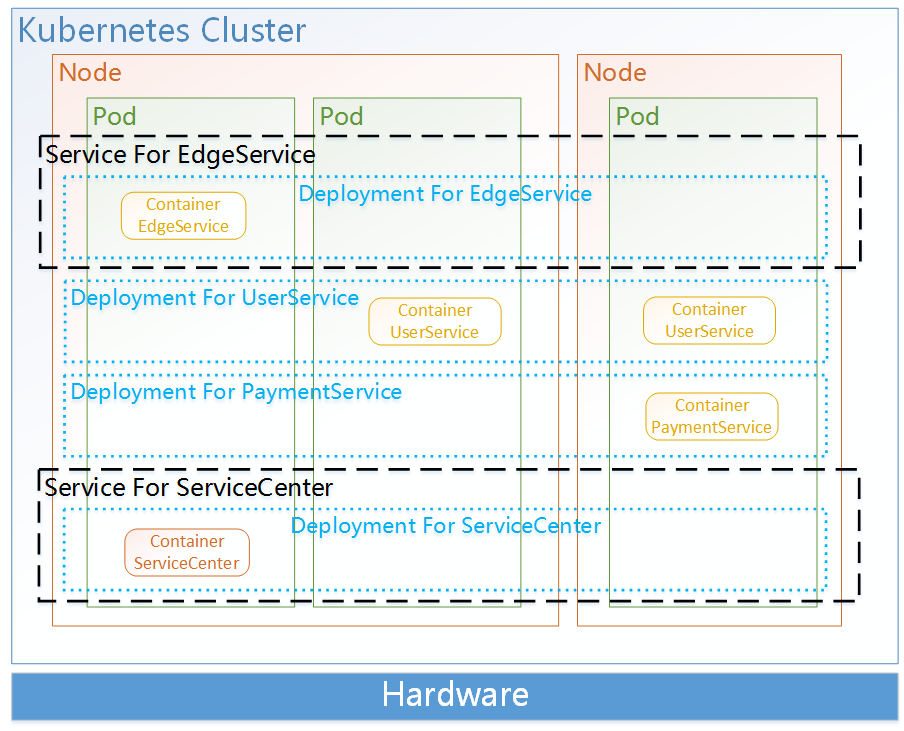 Kubernetes Cluster
Node
Node
Pod
Pod
Pod
Service For EdgeService
Deployment For EdgeService
Container
EdgeService
Deployment For UserService
Container
UserService
Container
UserService
Deployment For PaymentService
Container
PaymentService
Service For ServiceCenter
Deployment For ServiceCenter
Container
ServiceCenter
Hardware